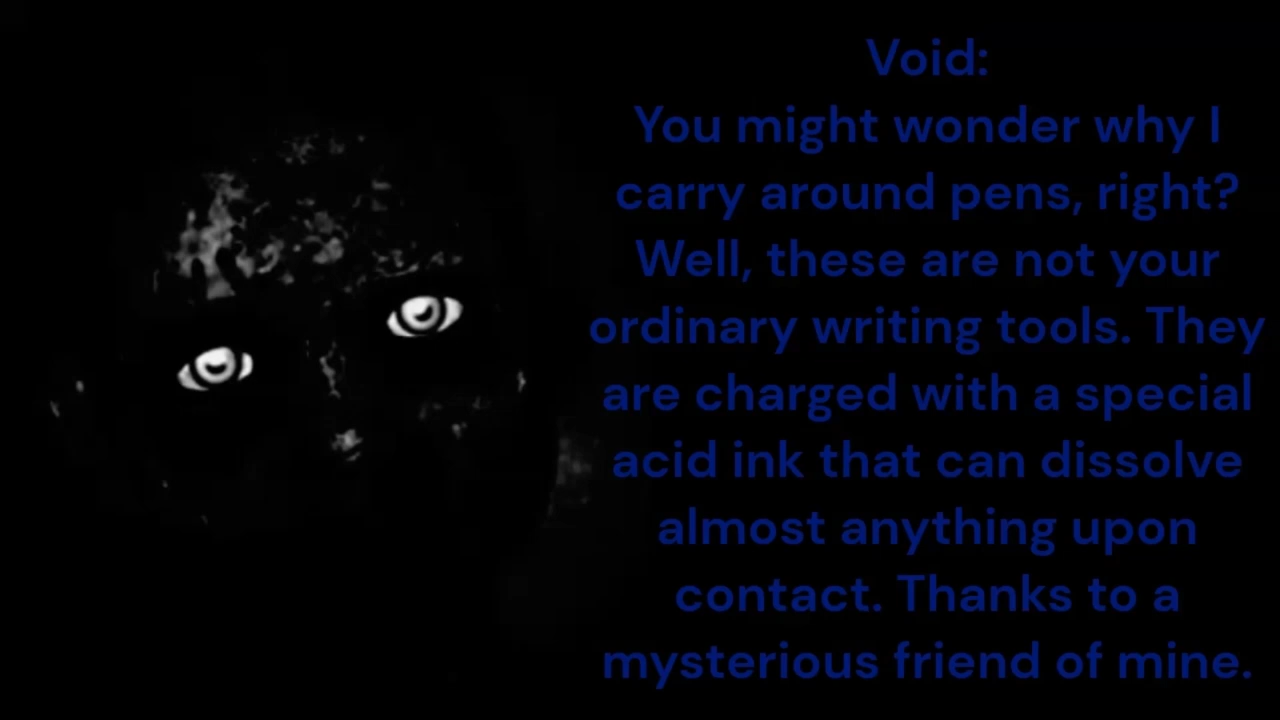 Void:
You might wonder why I
carry around pens, right?
Well, these are not your
ordinary writing tools. They
are charged with a special
acid ink that can dissolve
almost anything upon
contact. Thanks to a
mysterious friend of mine.